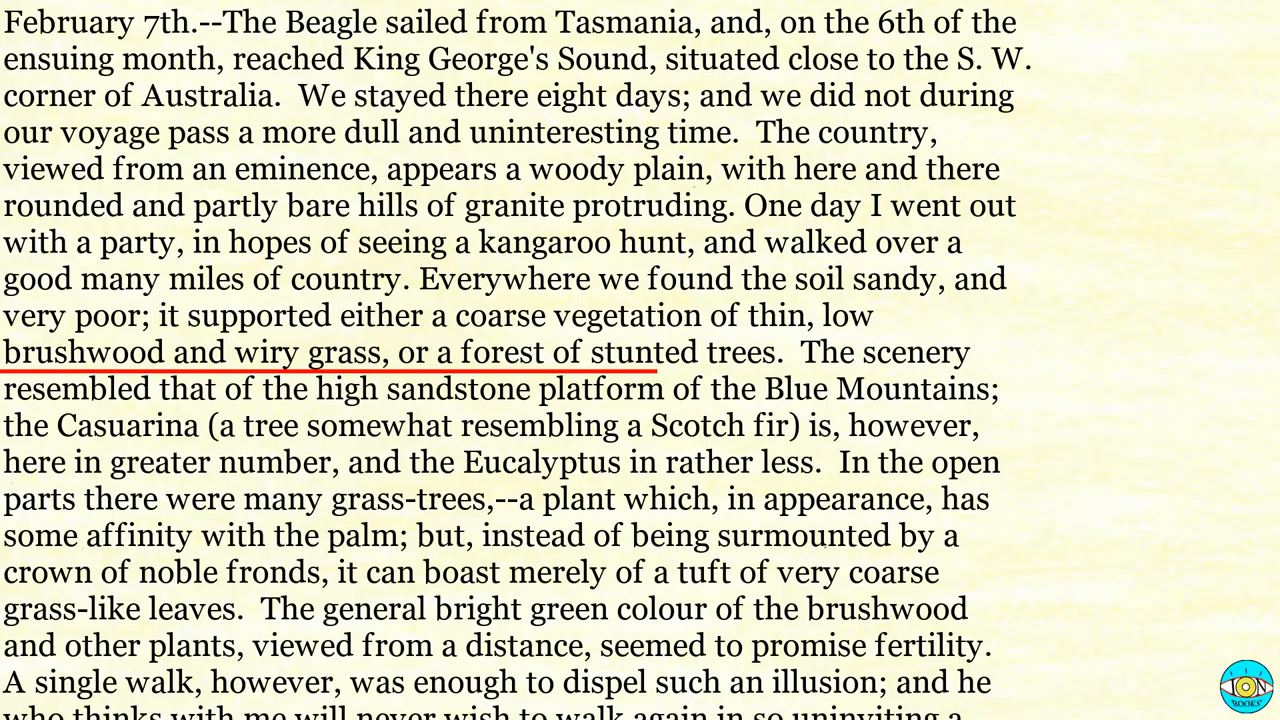 February 7th.--The Beagle sailed from Tasmania, and, on the 6th of the
ensuing month, reached King George's Sound, situated close to the S. W.
corner of Australia.  We stayed there eight days; and we did not during
our voyage pass a more dull and uninteresting time.  The country,
viewed from an eminence, appears a woody plain, with here and there
rounded and partly bare hills of granite protruding. One day I went out
with a party, in hopes of seeing a kangaroo hunt, and walked over a
good many miles of country. Everywhere we found the soil sandy, and
very poor; it supported either a coarse vegetation of thin, low
brushwood and wiry grass, or a forest of stunted trees.  The scenery
resembled that of the high sandstone platform of the Blue Mountains;
the Casuarina (a tree somewhat resembling a Scotch fir) is, however,
here in greater number, and the Eucalyptus in rather less.  In the open
parts there were many grass-trees,--a plant which, in appearance, has
some affinity with the palm; but, instead of being surmounted by a
crown of noble fronds, it can boast merely of a tuft of very coarse
grass-like leaves.  The general bright green colour of the brushwood
and other plants, viewed from a distance, seemed to promise fertility.
A single walk, however, was enough to dispel such an illusion; and he
who thinks with me will never wish to walk again in so uninviting a
ION
BOOKS